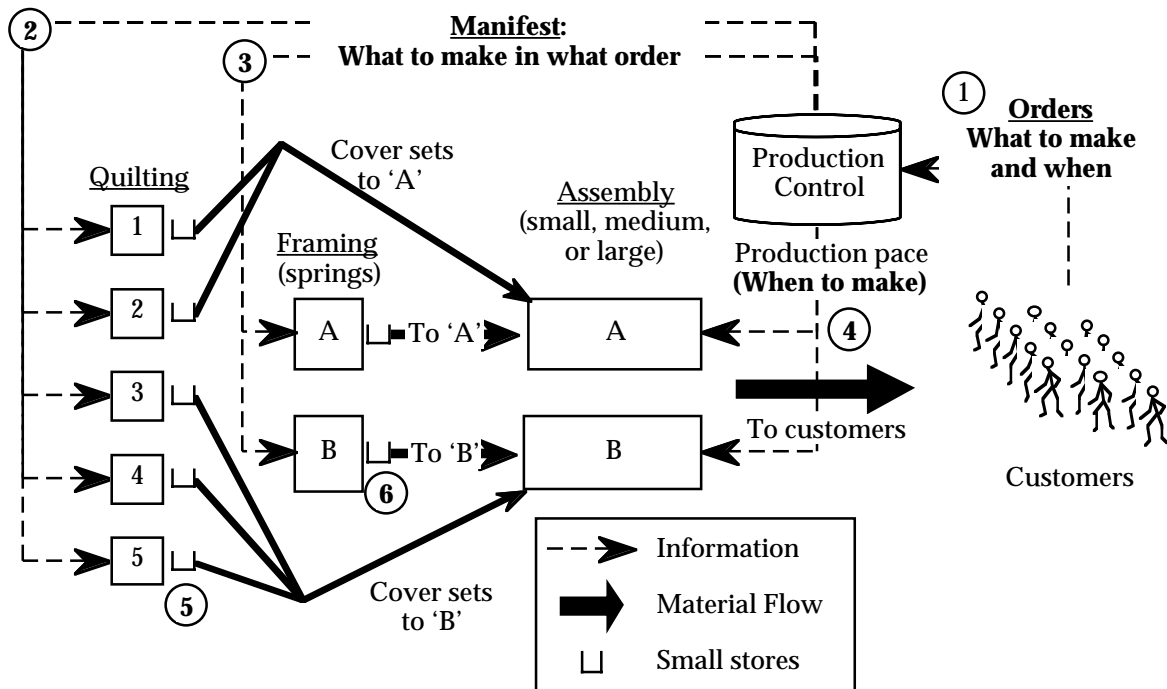 2
Manifest:
What to make in what order
3
1
Orders
What to make
and when
Cover sets
to ‘A’
Production
Control
Quilting
Assembly
(small, medium,
or large)
1
Framing
(springs)
Production pace
(When to make)
2
A
To ‘A’
A
4
3
To customers
B
To ‘B’
B
4
6
Customers
5
5
Cover sets
to ‘B’
Information
Material Flow
Small stores